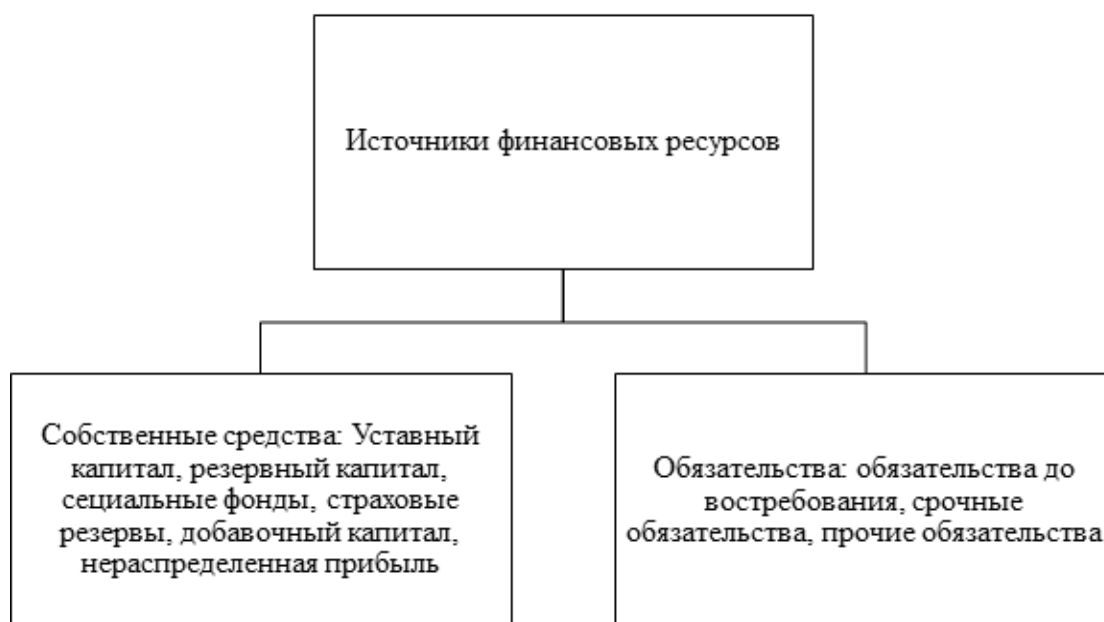 Источники финансовых ресурсов
Собственные средства: Уставный
капитал, резервный капитал,
сециальные фонды, страховые
резервы, добавочный капитал,
нераспределенная прибыль
Обязательства: обязательства до
востребования, срочные
обязательства, прочие обязательства